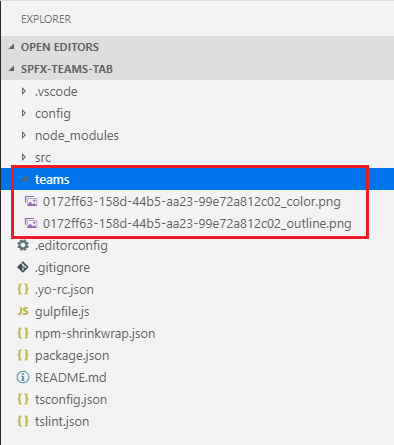 EXPLORER
OPEN EDITORS
SPFX-TEAMS-TAB
.vscode
config
node_modules
src
teams
0172ff63-158d-44b5-aa23-99e72a812c02_color.png
0172ff63-158d-44b5-aa23-99e72a812c02_outline.png
.editorconfig
.gitignore
.yo-rc.json
gulpfile.js
npm-shrinkwrap.json
package.json
README.md
tsconfig.json
tslint.json